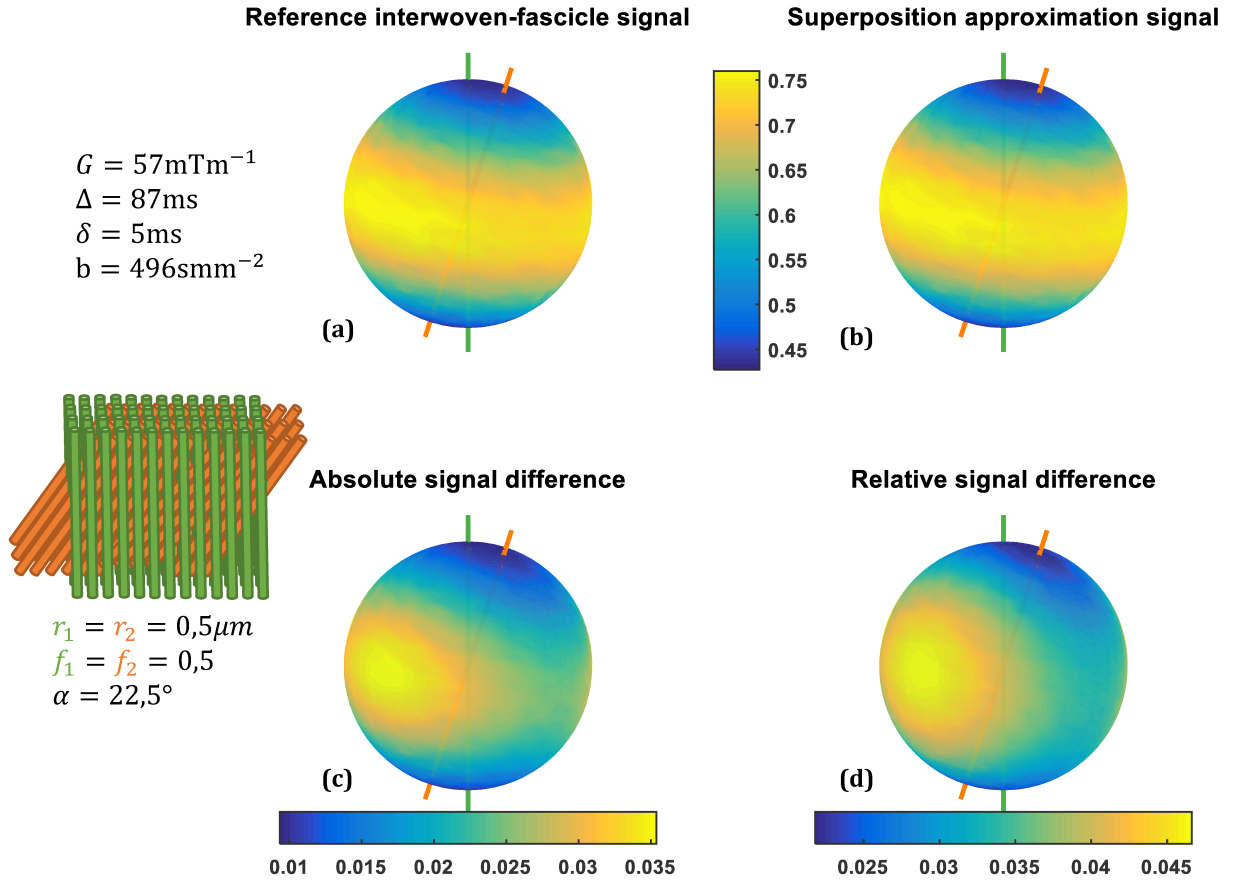 Reference interwoven-fascicle signal
Superposition approximation signal
G = 57mTm⁻¹
Δ = 87ms
δ = 5ms
b = 496smm⁻²
0.75
0.7
0.65
0.6
0.55
0.5
0.45
(a)
(b)
r₁ = r₂ = 0,5μm
f₁ = f₂ = 0,5
α = 22,5°
Absolute signal difference
Relative signal difference
(c)
(d)
0.01 0.015 0.02 0.025 0.03 0.035
0.025 0.03 0.035 0.04 0.045